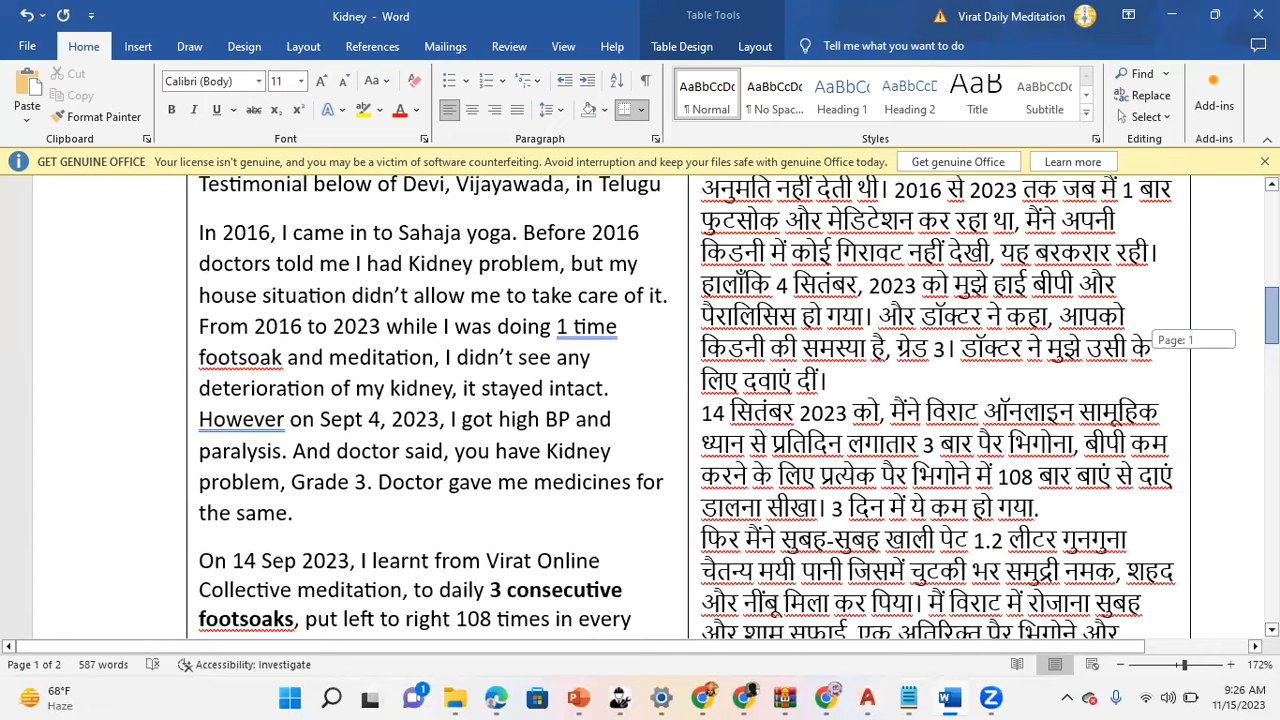 Kidney - Word
Table Tools
Virat Daily Meditation
File Home Insert Draw Design Layout References Mailings Review View Help Table Design Layout Tell me what you want to do
Paste
Cut
Copy
Format Painter
Clipboard
Calibri (Body) 11
Font
Paragraph
AaBbCcDc AaBbCcDc AaBbCc AaBbCcD AaB AaBbCcD
¶ Normal ¶ No Spac... Heading 1 Heading 2 Title Subtitle
Styles
Find
Replace
Select
Editing
Add-ins
Add-ins
GET GENUINE OFFICE Your license isn't genuine, and you may be a victim of software counterfeiting. Avoid interruption and keep your files safe with genuine Office today. Get genuine Office Learn more
Testimonial below of Devi, Vijayawada, in Telugu
In 2016, I came in to Sahaja yoga. Before 2016
doctors told me I had Kidney problem, but my
house situation didn't allow me to take care of it.
From 2016 to 2023 while I was doing 1 time
footsoak and meditation, I didn't see any
deterioration of my kidney, it stayed intact.
However on Sept 4, 2023, I got high BP and
paralysis. And doctor said, you have Kidney
problem, Grade 3. Doctor gave me medicines for
the same.
On 14 Sep 2023, I learnt from Virat Online
Collective meditation, to daily 3 consecutive
footsoaks, put left to right 108 times in every
अनुमति नहीं देती थी। 2016 से 2023 तक जब मैं 1 बार
फुटसोक और मेडिटेशन कर रहा था, मैंने अपनी
किडनी में कोई गिरावट नहीं देखी, यह बरकरार रही।
हालाँकि 4 सितंबर, 2023 को मुझे हाई बीपी और
पैरालिसिस हो गया। और डॉक्टर ने कहा, आपको
किडनी की समस्या है, ग्रेड 3। डॉक्टर ने मुझे उसी के
लिए दवाएं दीं।
14 सितंबर 2023 को, मैंने विराट ऑनलाइन सामूहिक
ध्यान से प्रतिदिन लगातार 3 बार पैर भिगोना, बीपी कम
करने के लिए प्रत्येक पैर भिगोने में 108 बार बाएं से दाएं
डालना सीखा। 3 दिन में ये कम हो गया.
फिर मैंने सुबह-सुबह खाली पेट 1.2 लीटर गुनगुना
चैतन्य मयी पानी जिसमें चुटकी भर समुद्री नमक, शहद
और नींबू मिला कर पिया। मैं विराट में रोजाना सुबह
और शाम सफाई, एक अतिरिक्त पैर भिगोने और
Page: 1
Page 1 of 2 587 words Accessibility: Investigate 172%
68°F
Haze
9:26 AM
11/15/2023